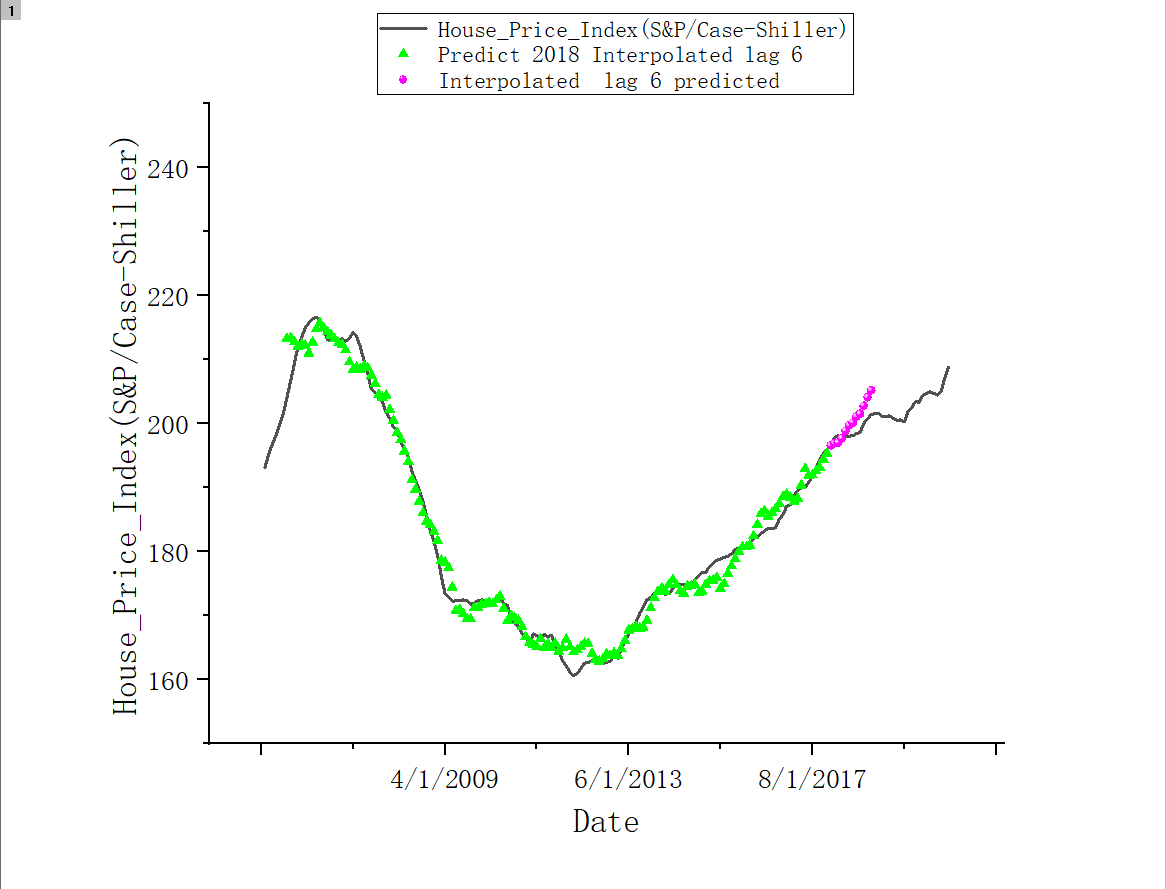 1
House_Price_Index(S&P/Case-Shiller)
Predict 2018 Interpolated lag 6
Interpolated  lag 6 predicted
House_Price_Index(S&P/Case-Shiller)
240
220
200
180
160
4/1/2009 6/1/2013 8/1/2017
Date